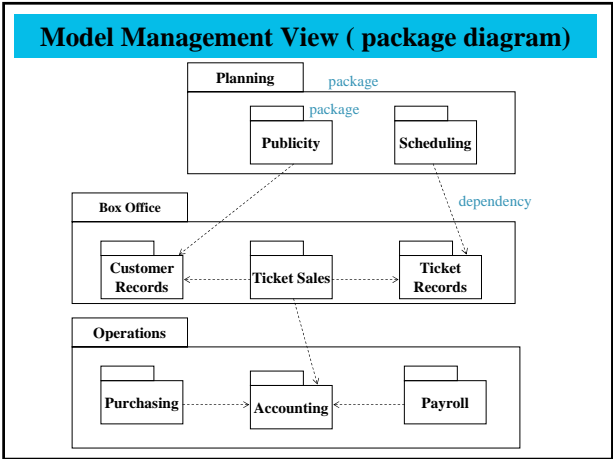 Model Management View ( package diagram)
Planning
package
package
Publicity
Scheduling
dependency
Box Office
Customer
Records
Ticket Sales
Ticket
Records
Operations
Purchasing
Accounting
Payroll